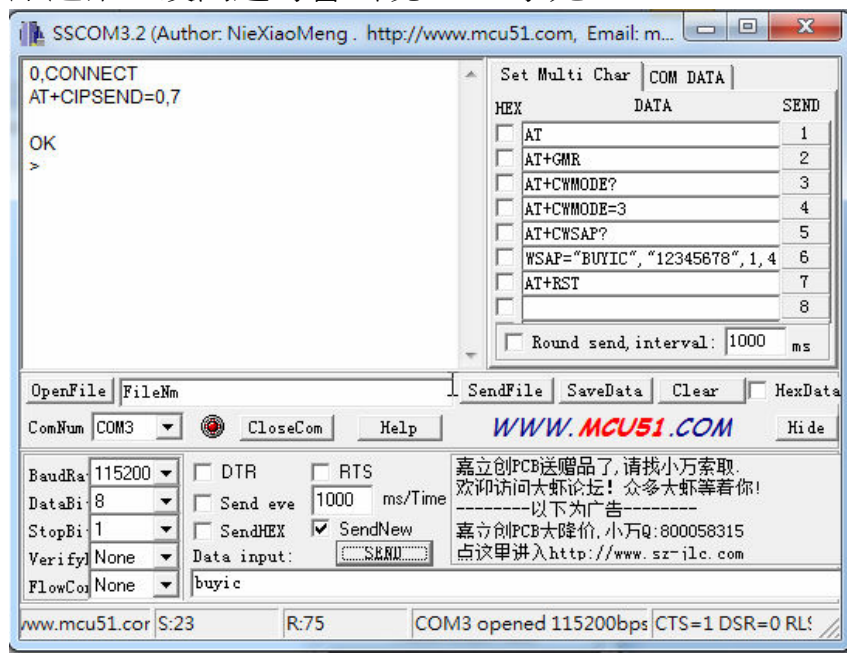 SSCOM3.2 (Author: NieXiaoMeng . http://www.mcu51.com, Email: m...
0,CONNECT
AT+CIPSEND=0,7
OK
>
Set Multi Char COM DATA
HEX DATA SEND
AT 1
AT+GMR 2
AT+CWMODE? 3
AT+CWMODE=3 4
AT+CWSAP? 5
WSAP="BUYIC","12345678",1,4 6
AT+RST 7
8
Round send,interval: 1000 ms
OpenFile FileNm SendFile SaveData Clear HexData
ComNum COM3 CloseCom Help WWW.MCU51.COM Hide
BaudRa 115200 DTR RTS
DataBi 8 Send eve 1000 ms/Time
StopBi 1 SendHEX SendNew
Verify None Data input: SEND
FlowCo None buyic
嘉立创PCB送赠品了,请找小万索取.
欢迎访问大虾论坛! 众多大虾等着你!
--------以下为广告--------
嘉立创PCB大降价,小万Q:800058315
点这里进入http://www.sz-jlc.com
www.mcu51.cor S:23 R:75 COM3 opened 115200bps CTS=1 DSR=0 RLS